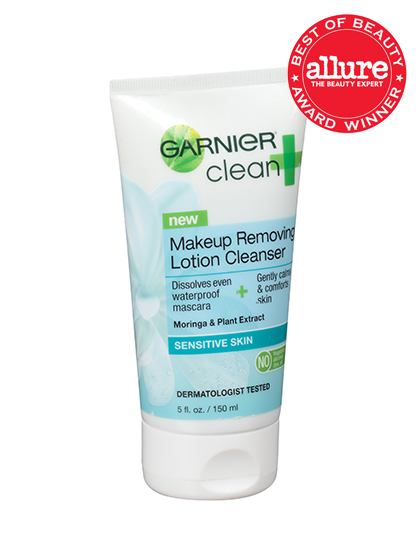 BEST OF BEAUTY
allure
THE BEAUTY EXPERT
AWARD WINNER
GARNIER
clean+
new
Makeup Removing
Lotion Cleanser
Dissolves even
waterproof
mascara
+
Gently calms
& comforts
skin
Moringa & Plant Extract
SENSITIVE SKIN
NO
DERMATOLOGIST TESTED
5 fl. oz. / 150 ml